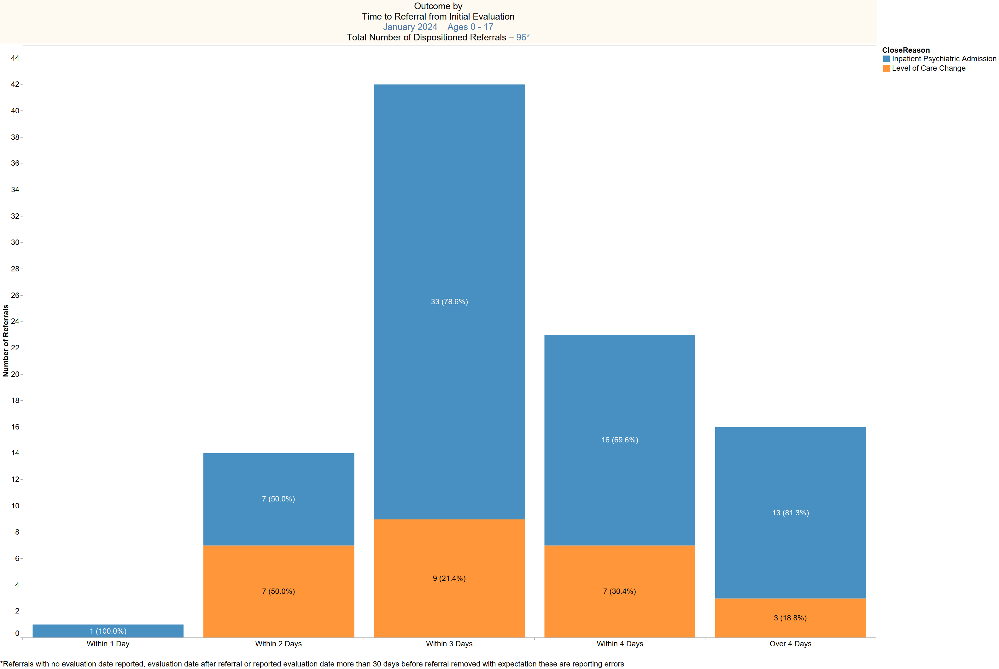 Outcome by
Time to Referral from Initial Evaluation
January 2024 Ages 0 - 17
Total Number of Dispositioned Referrals – 96*
CloseReason
Inpatient Psychiatric Admission
Level of Care Change
Number of Referrals
44
42
40
38
36
34
32
30
28
26
24
22
20
18
16
14
12
10
8
6
4
2
0
1 (100.0%)
7 (50.0%)
7 (50.0%)
33 (78.6%)
9 (21.4%)
16 (69.6%)
7 (30.4%)
13 (81.3%)
3 (18.8%)
Within 1 Day
Within 2 Days
Within 3 Days
Within 4 Days
Over 4 Days
*Referrals with no evaluation date reported, evaluation date after referral or reported evaluation date more than 30 days before referral removed with expectation these are reporting errors